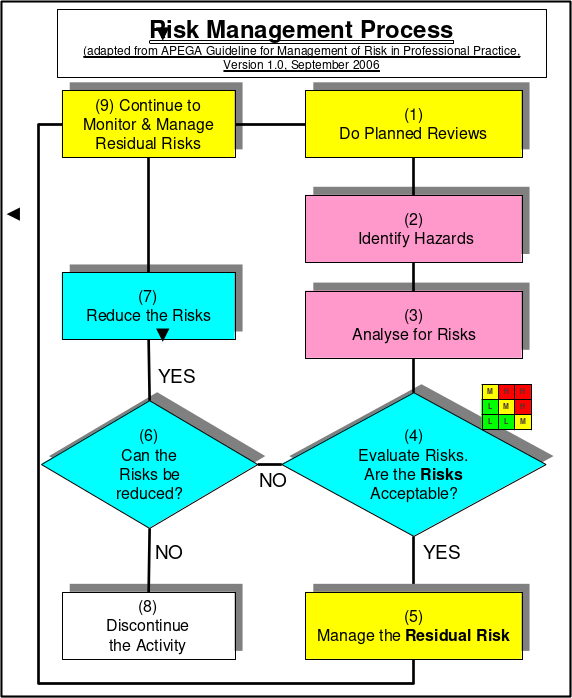 Risk Management Process
(adapted from APEGA Guideline for Management of Risk in Professional Practice,
Version 1.0, September 2006
(9) Continue to
Monitor & Manage
Residual Risks
(1)
Do Planned Reviews
(2)
Identify Hazards
(7)
Reduce the Risks
(3)
Analyse for Risks
YES
M H H
L M H
L L M
(6)
Can the
Risks be
reduced?
NO
(4)
Evaluate Risks.
Are the Risks
Acceptable?
NO
YES
(8)
Discontinue
the Activity
(5)
Manage the Residual Risk